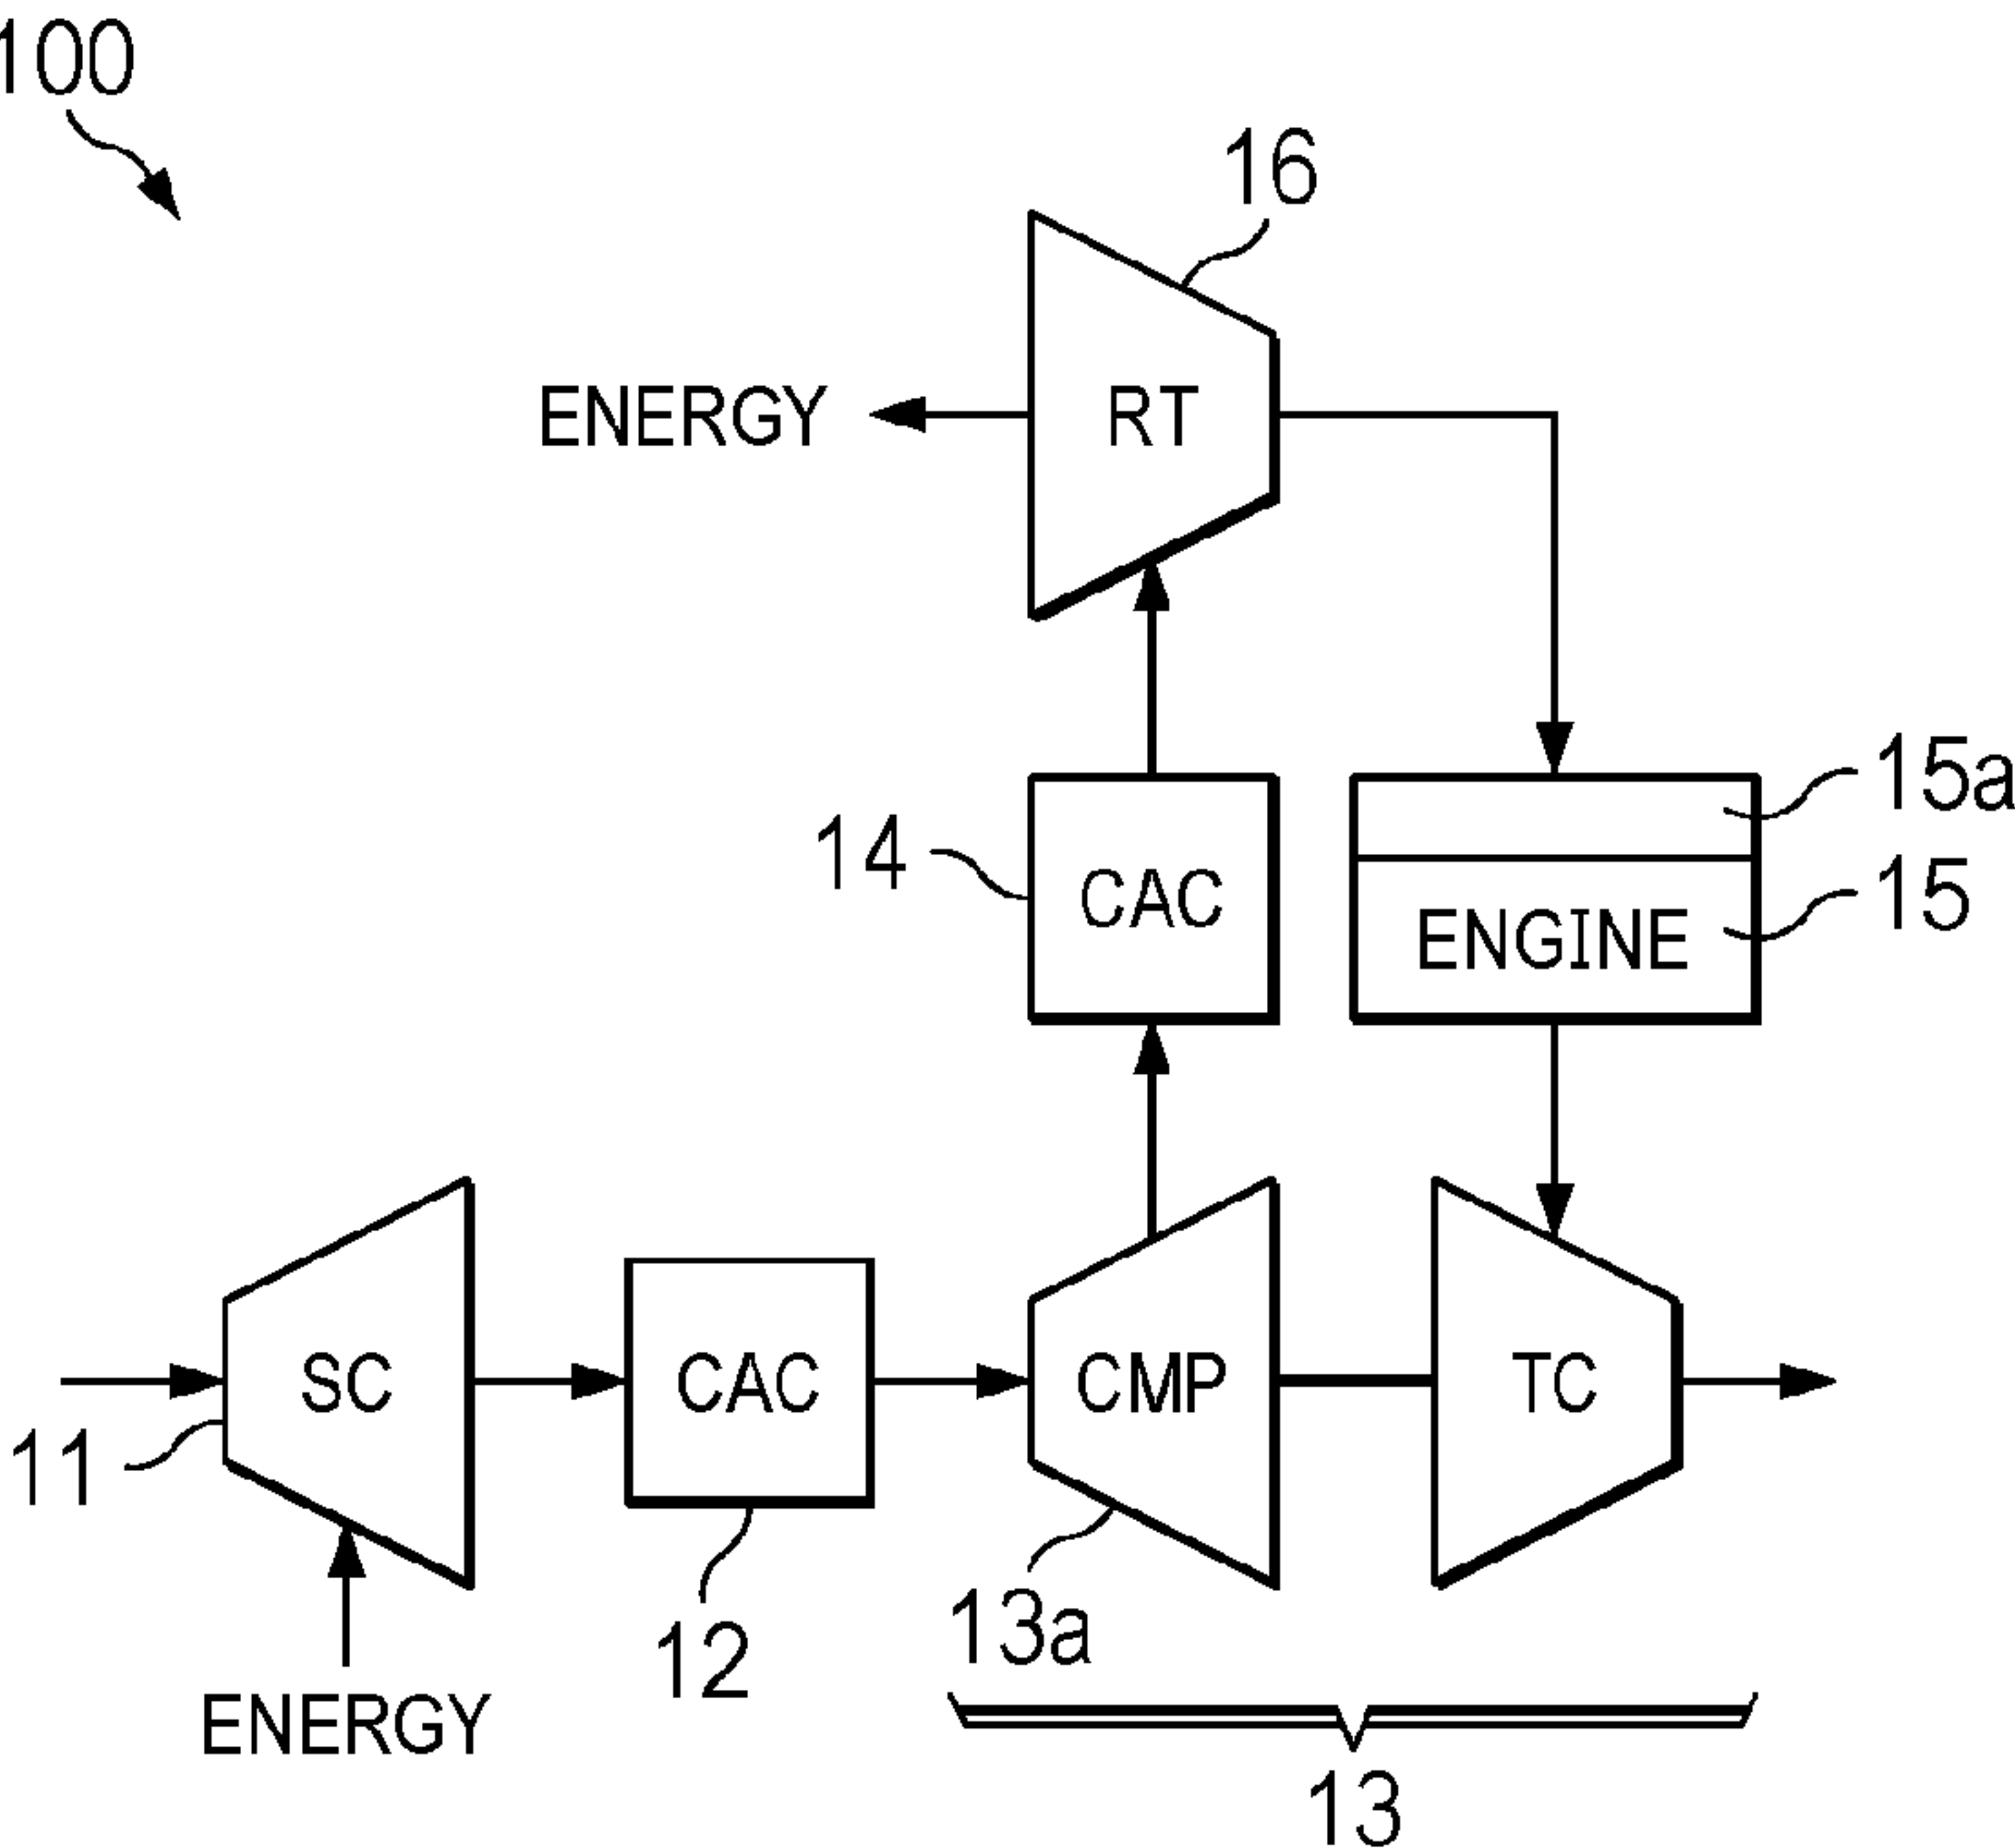 100
16
ENERGY
RT
15a
14
CAC
15
ENGINE
SC
CAC
CMP
TC
11
13a
12
ENERGY
13